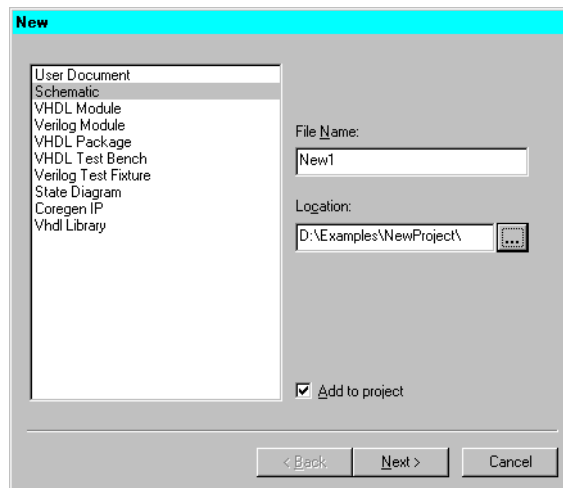 New
User Document
Schematic
VHDL Module
Verilog Module
VHDL Package
VHDL Test Bench
Verilog Test Fixture
State Diagram
Coregen IP
Vhdl Library
File Name:
New1
Location:
D:\Examples\NewProject\
...
Add to project
< Back
Next >
Cancel